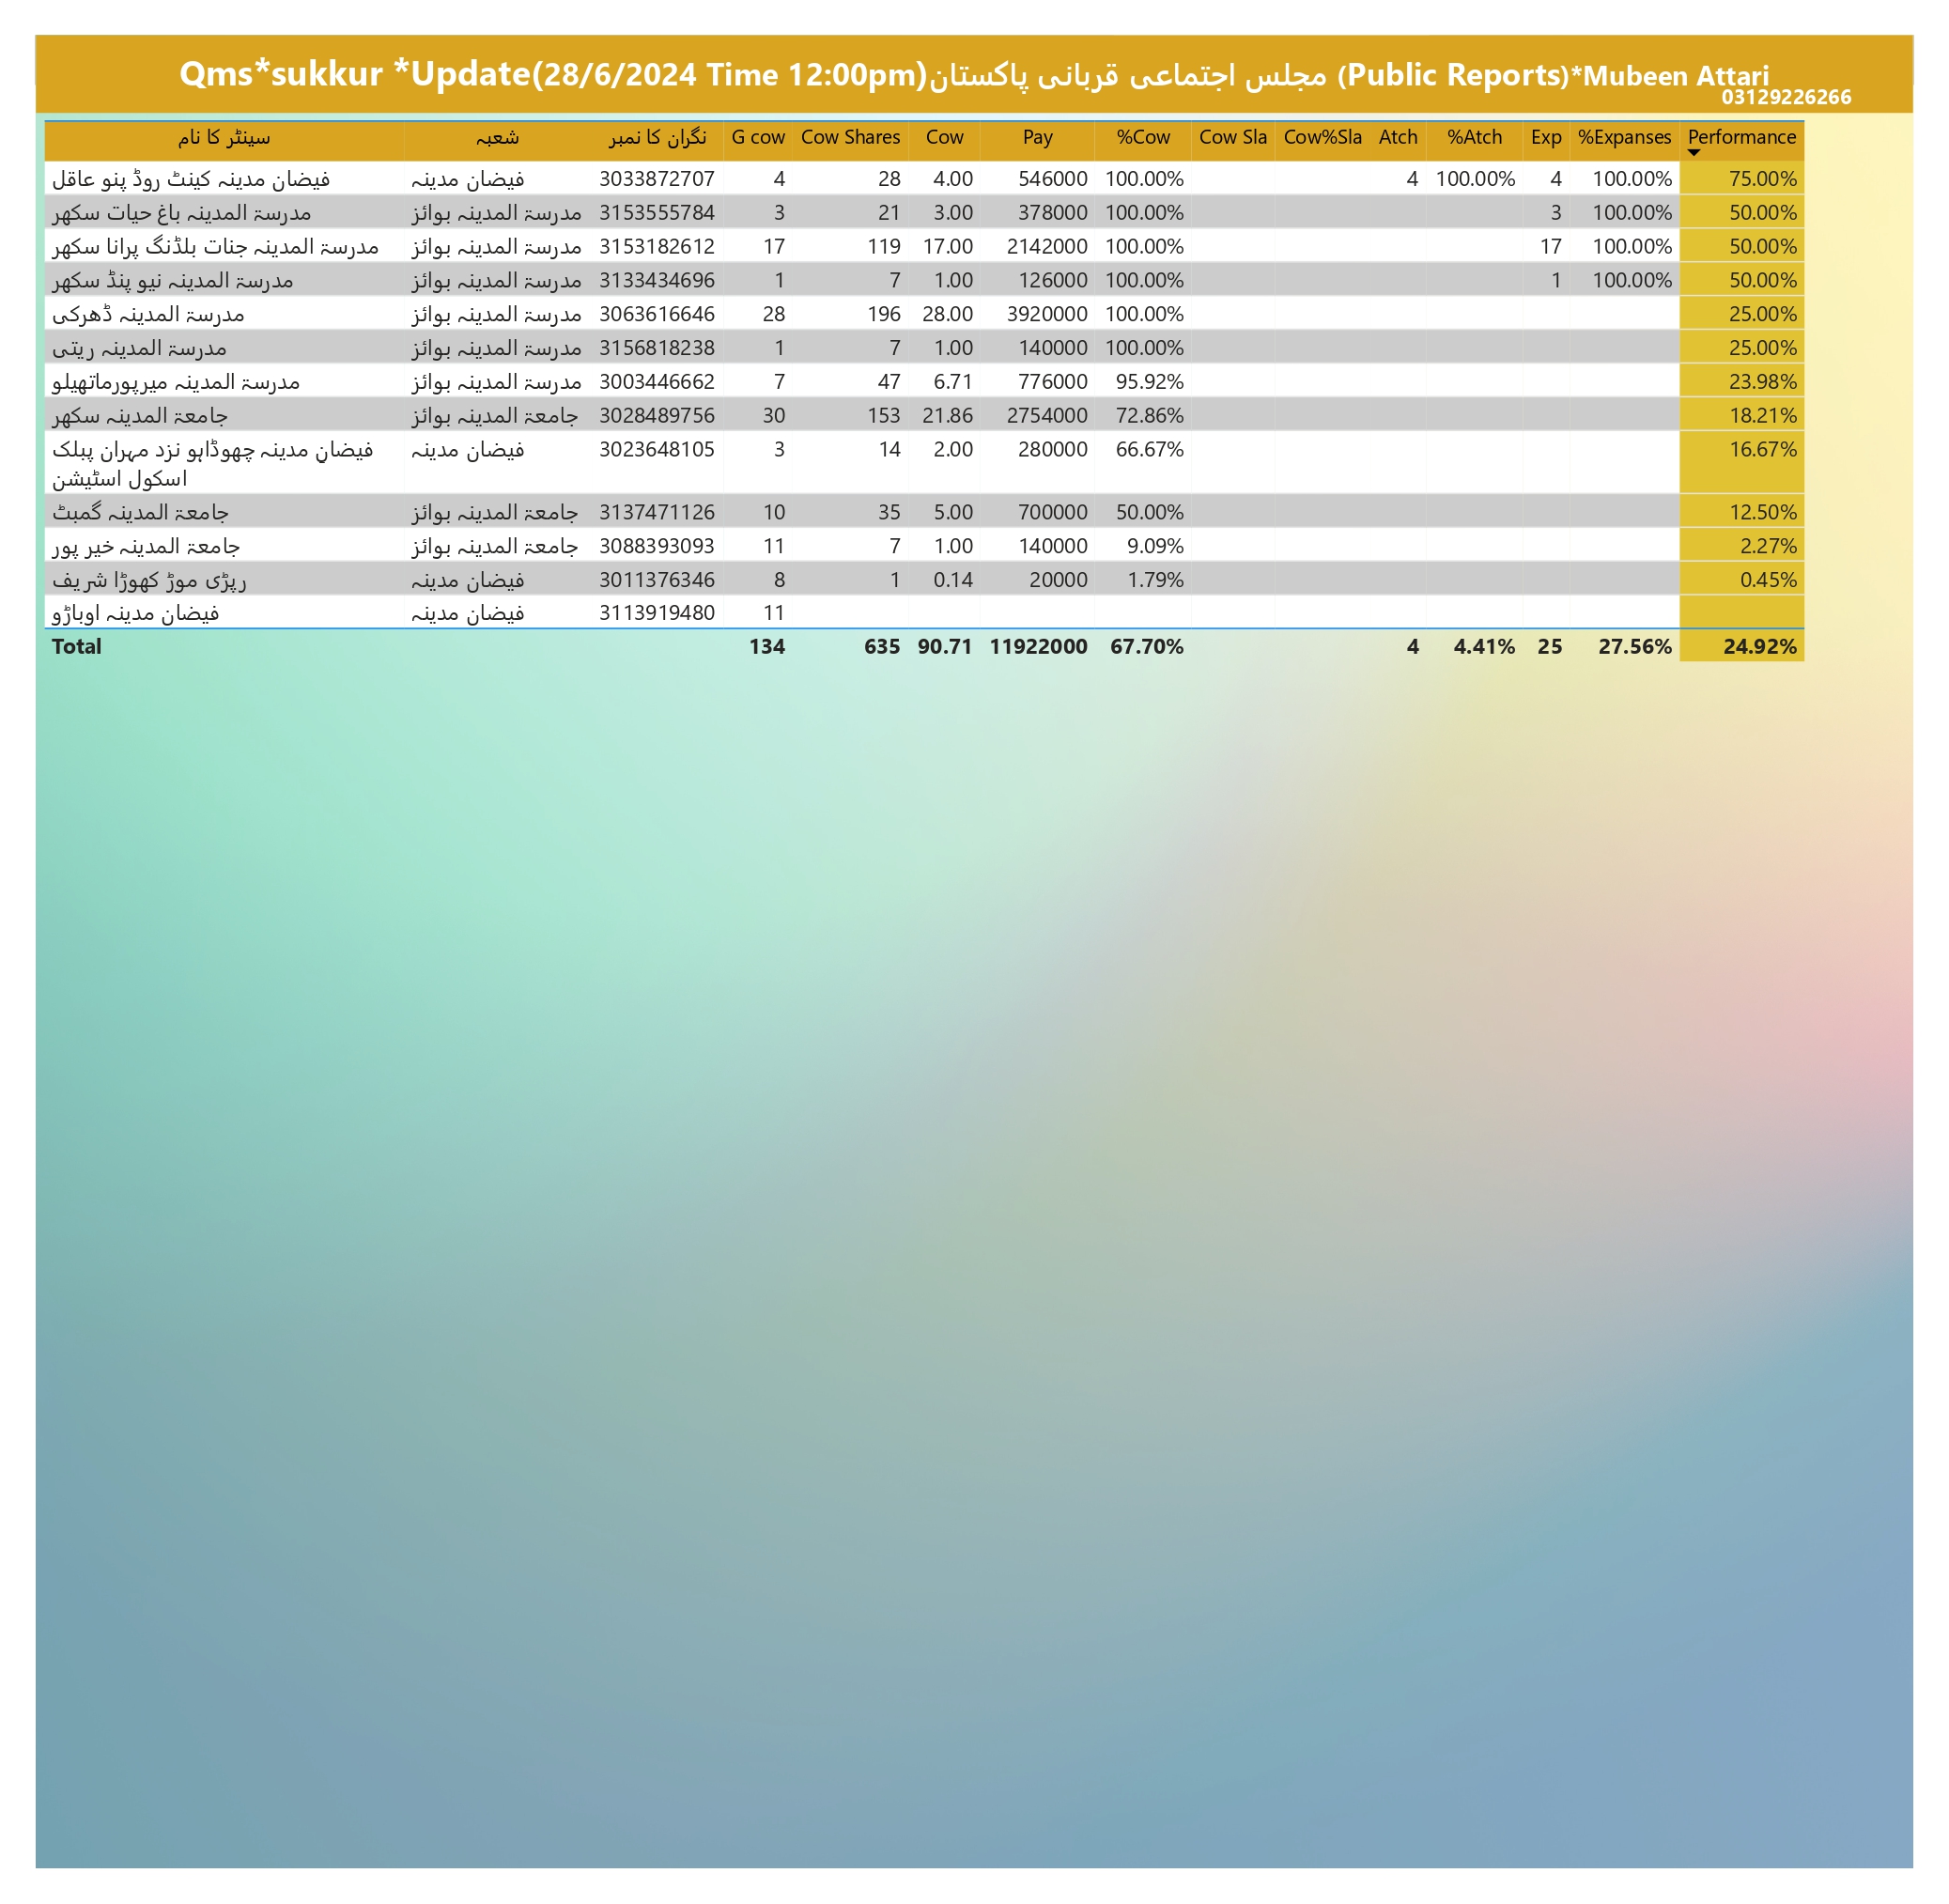 Qms*sukkur *Update(28/6/2024 Time 12:00pm)مجلس اجتماعی قربانی پاکستان (Public Reports)*Mubeen Attari
03129226266
سینٹر کا نام شعبہ نگران کا نمبر G cow Cow Shares Cow Pay %Cow Cow Sla Cow%Sla Atch %Atch Exp %Expanses Performance
فیضان مدینہ کینٹ روڈ پنو عاقل فیضان مدینہ 3033872707 4 28 4.00 546000 100.00% 4 100.00% 4 100.00% 75.00%
مدرسۃ المدینہ باغ حیات سکھر مدرسۃ المدینہ بوائز 3153555784 3 21 3.00 378000 100.00% 3 100.00% 50.00%
مدرسۃ المدینہ جنات بلڈنگ پرانا سکھر مدرسۃ المدینہ بوائز 3153182612 17 119 17.00 2142000 100.00% 17 100.00% 50.00%
مدرسۃ المدینہ نیو پنڈ سکھر مدرسۃ المدینہ بوائز 3133434696 1 7 1.00 126000 100.00% 1 100.00% 50.00%
مدرسۃ المدینہ ڈھرکی مدرسۃ المدینہ بوائز 3063616646 28 196 28.00 3920000 100.00% 25.00%
مدرسۃ المدینہ ریتی مدرسۃ المدینہ بوائز 3156818238 1 7 1.00 140000 100.00% 25.00%
مدرسۃ المدینہ میرپورماتھیلو مدرسۃ المدینہ بوائز 3003446662 7 47 6.71 776000 95.92% 23.98%
جامعۃ المدینہ سکھر جامعۃ المدینہ بوائز 3028489756 30 153 21.86 2754000 72.86% 18.21%
فیضانِ مدینہ چھوڈاہو نزد مہران پبلک فیضان مدینہ 3023648105 3 14 2.00 280000 66.67% 16.67%
اسکول اسٹیشن
جامعۃ المدینہ گمبٹ جامعۃ المدینہ بوائز 3137471126 10 35 5.00 700000 50.00% 12.50%
جامعۃ المدینہ خیر پور جامعۃ المدینہ بوائز 3088393093 11 7 1.00 140000 9.09% 2.27%
رپڑی موڑ کھوڑا شریف فیضان مدینہ 3011376346 8 1 0.14 20000 1.79% 0.45%
فیضان مدینہ اوباڑو فیضان مدینہ 3113919480 11
Total 134 635 90.71 11922000 67.70% 4 4.41% 25 27.56% 24.92%